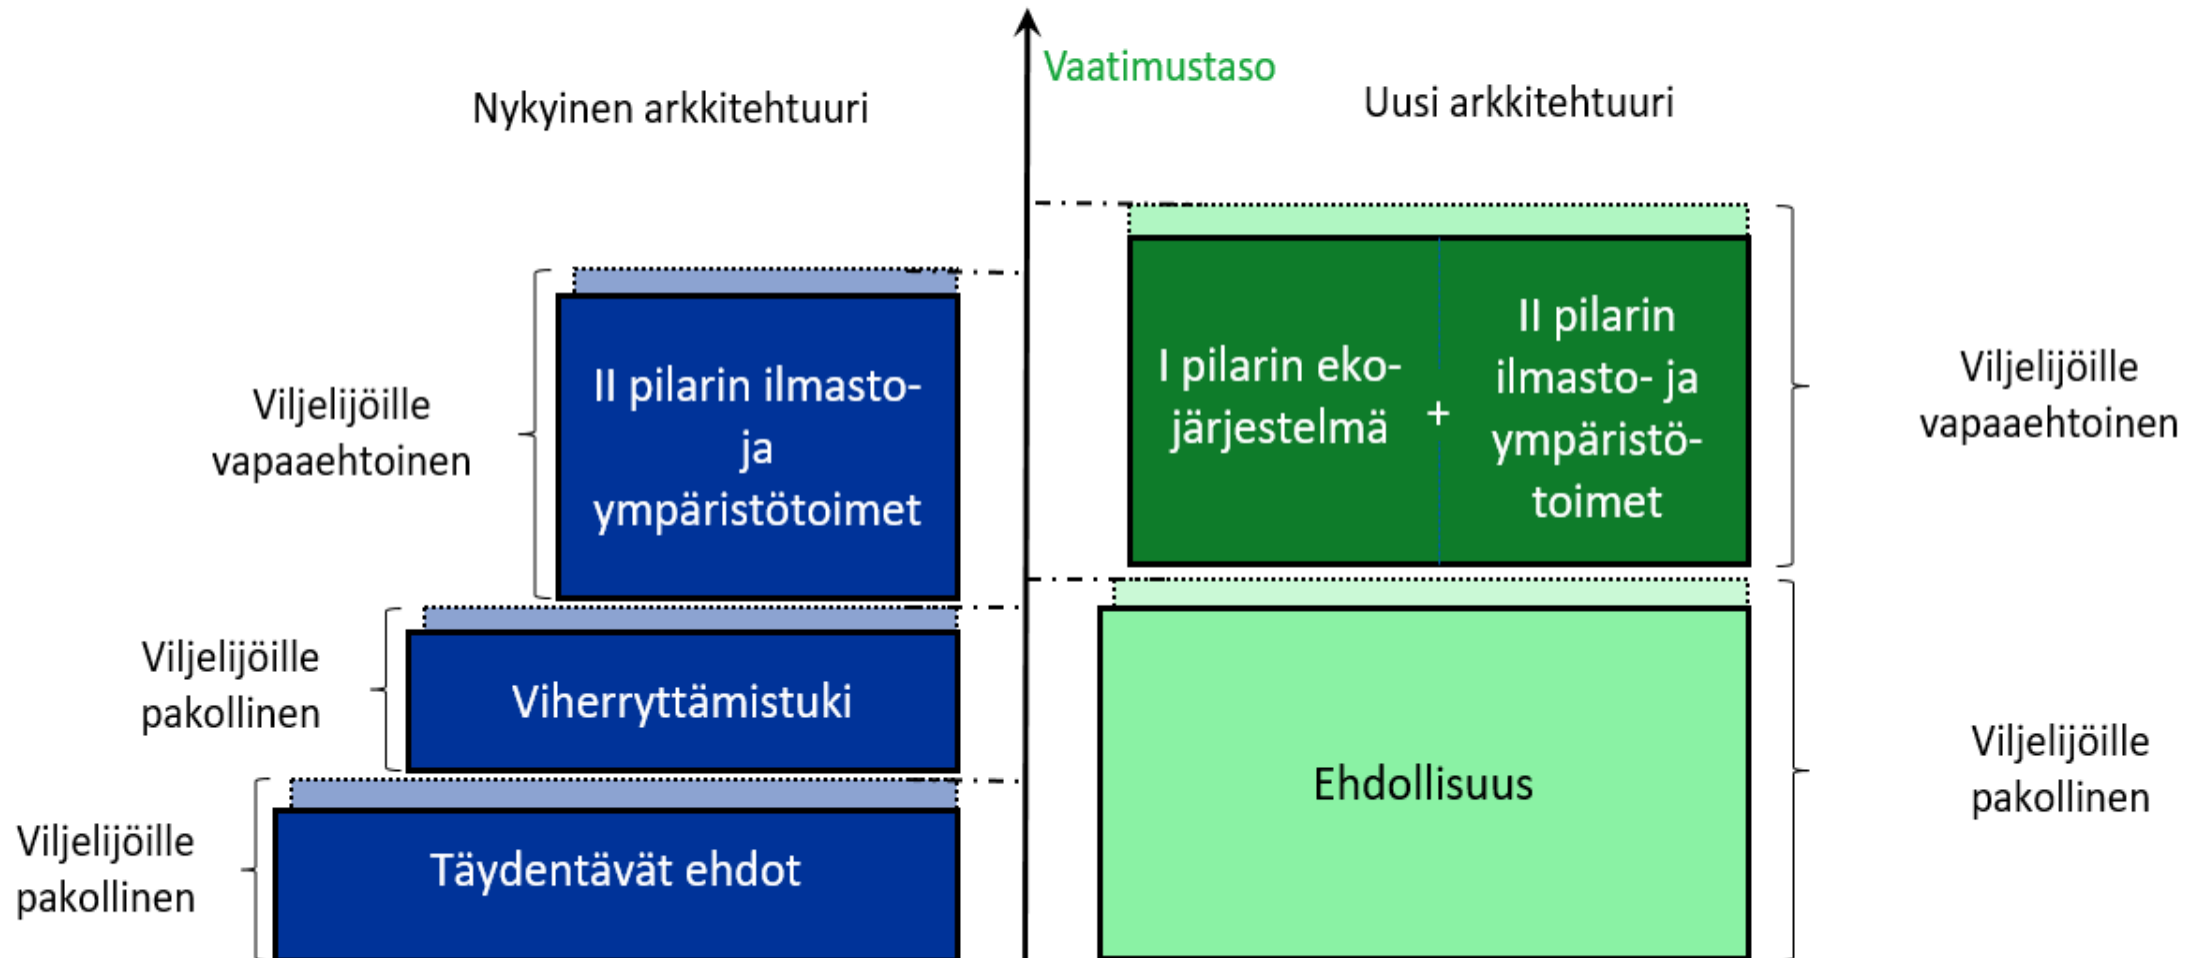 Vaatimustaso
Nykyinen arkkitehtuuri
Uusi arkkitehtuuri
Viljelijöille
vapaaehtoinen
II pilarin ilmasto-
ja
ympäristötoimet
Viljelijöille
pakollinen
Viherryttämistuki
Viljelijöille
pakollinen
Täydentävät ehdot
I pilarin eko-
järjestelmä
+
II pilarin
ilmasto- ja
ympäristö-
toimet
Viljelijöille
vapaaehtoinen
Ehdollisuus
Viljelijöille
pakollinen